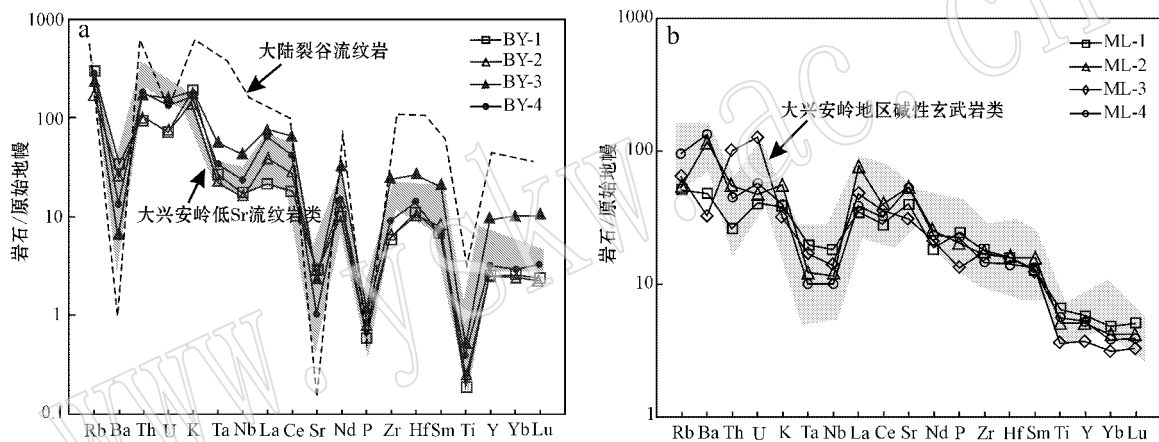 a
岩石/原始地幔
1000
100
10
1
0.1
大陆裂谷流纹岩
BY-1
BY-2
BY-3
BY-4
大兴安岭低Sr流纹岩类
Rb Ba Th U K Ta Nb La Ce Sr Nd P Zr Hf Sm Ti Y Yb Lu
b
岩石/原始地幔
1000
100
10
1
ML-1
ML-2
ML-3
ML-4
大兴安岭地区碱性玄武岩类
Rb Ba Th U K Ta Nb La Ce Sr Nd P Zr Hf Sm Ti Y Yb Lu
www.yskw.ac.cn